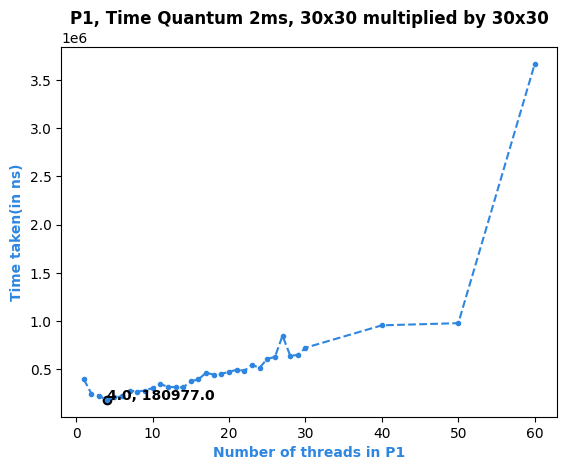 P1, Time Quantum 2ms, 30x30 multiplied by 30x30
1e6
3.5
3.0
2.5
2.0
1.5
1.0
0.5
Time taken(in ns)
4.0, 180977.0
0 10 20 30 40 50 60
Number of threads in P1